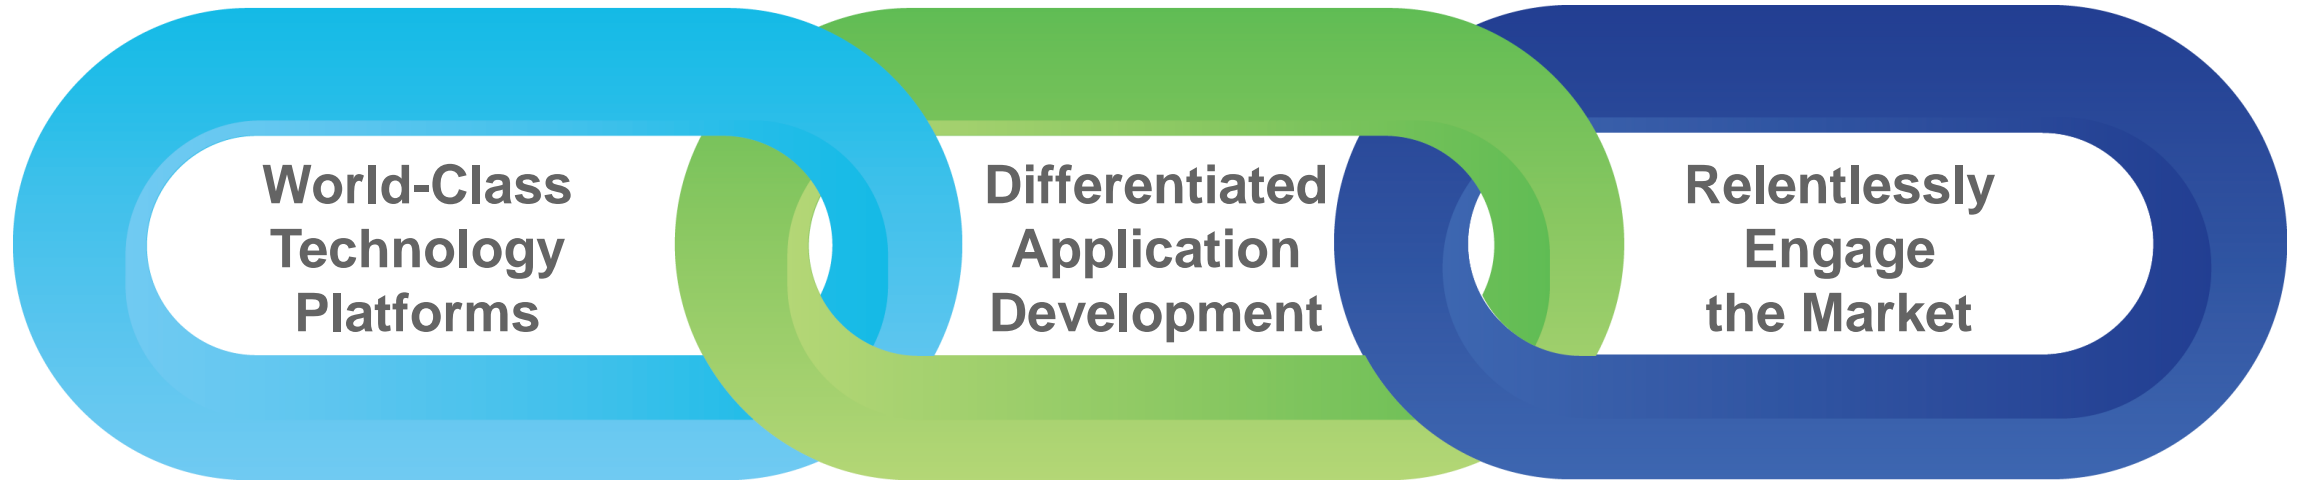 World-Class
Technology
Platforms
Differentiated
Application
Development
Relentlessly
Engage
the Market